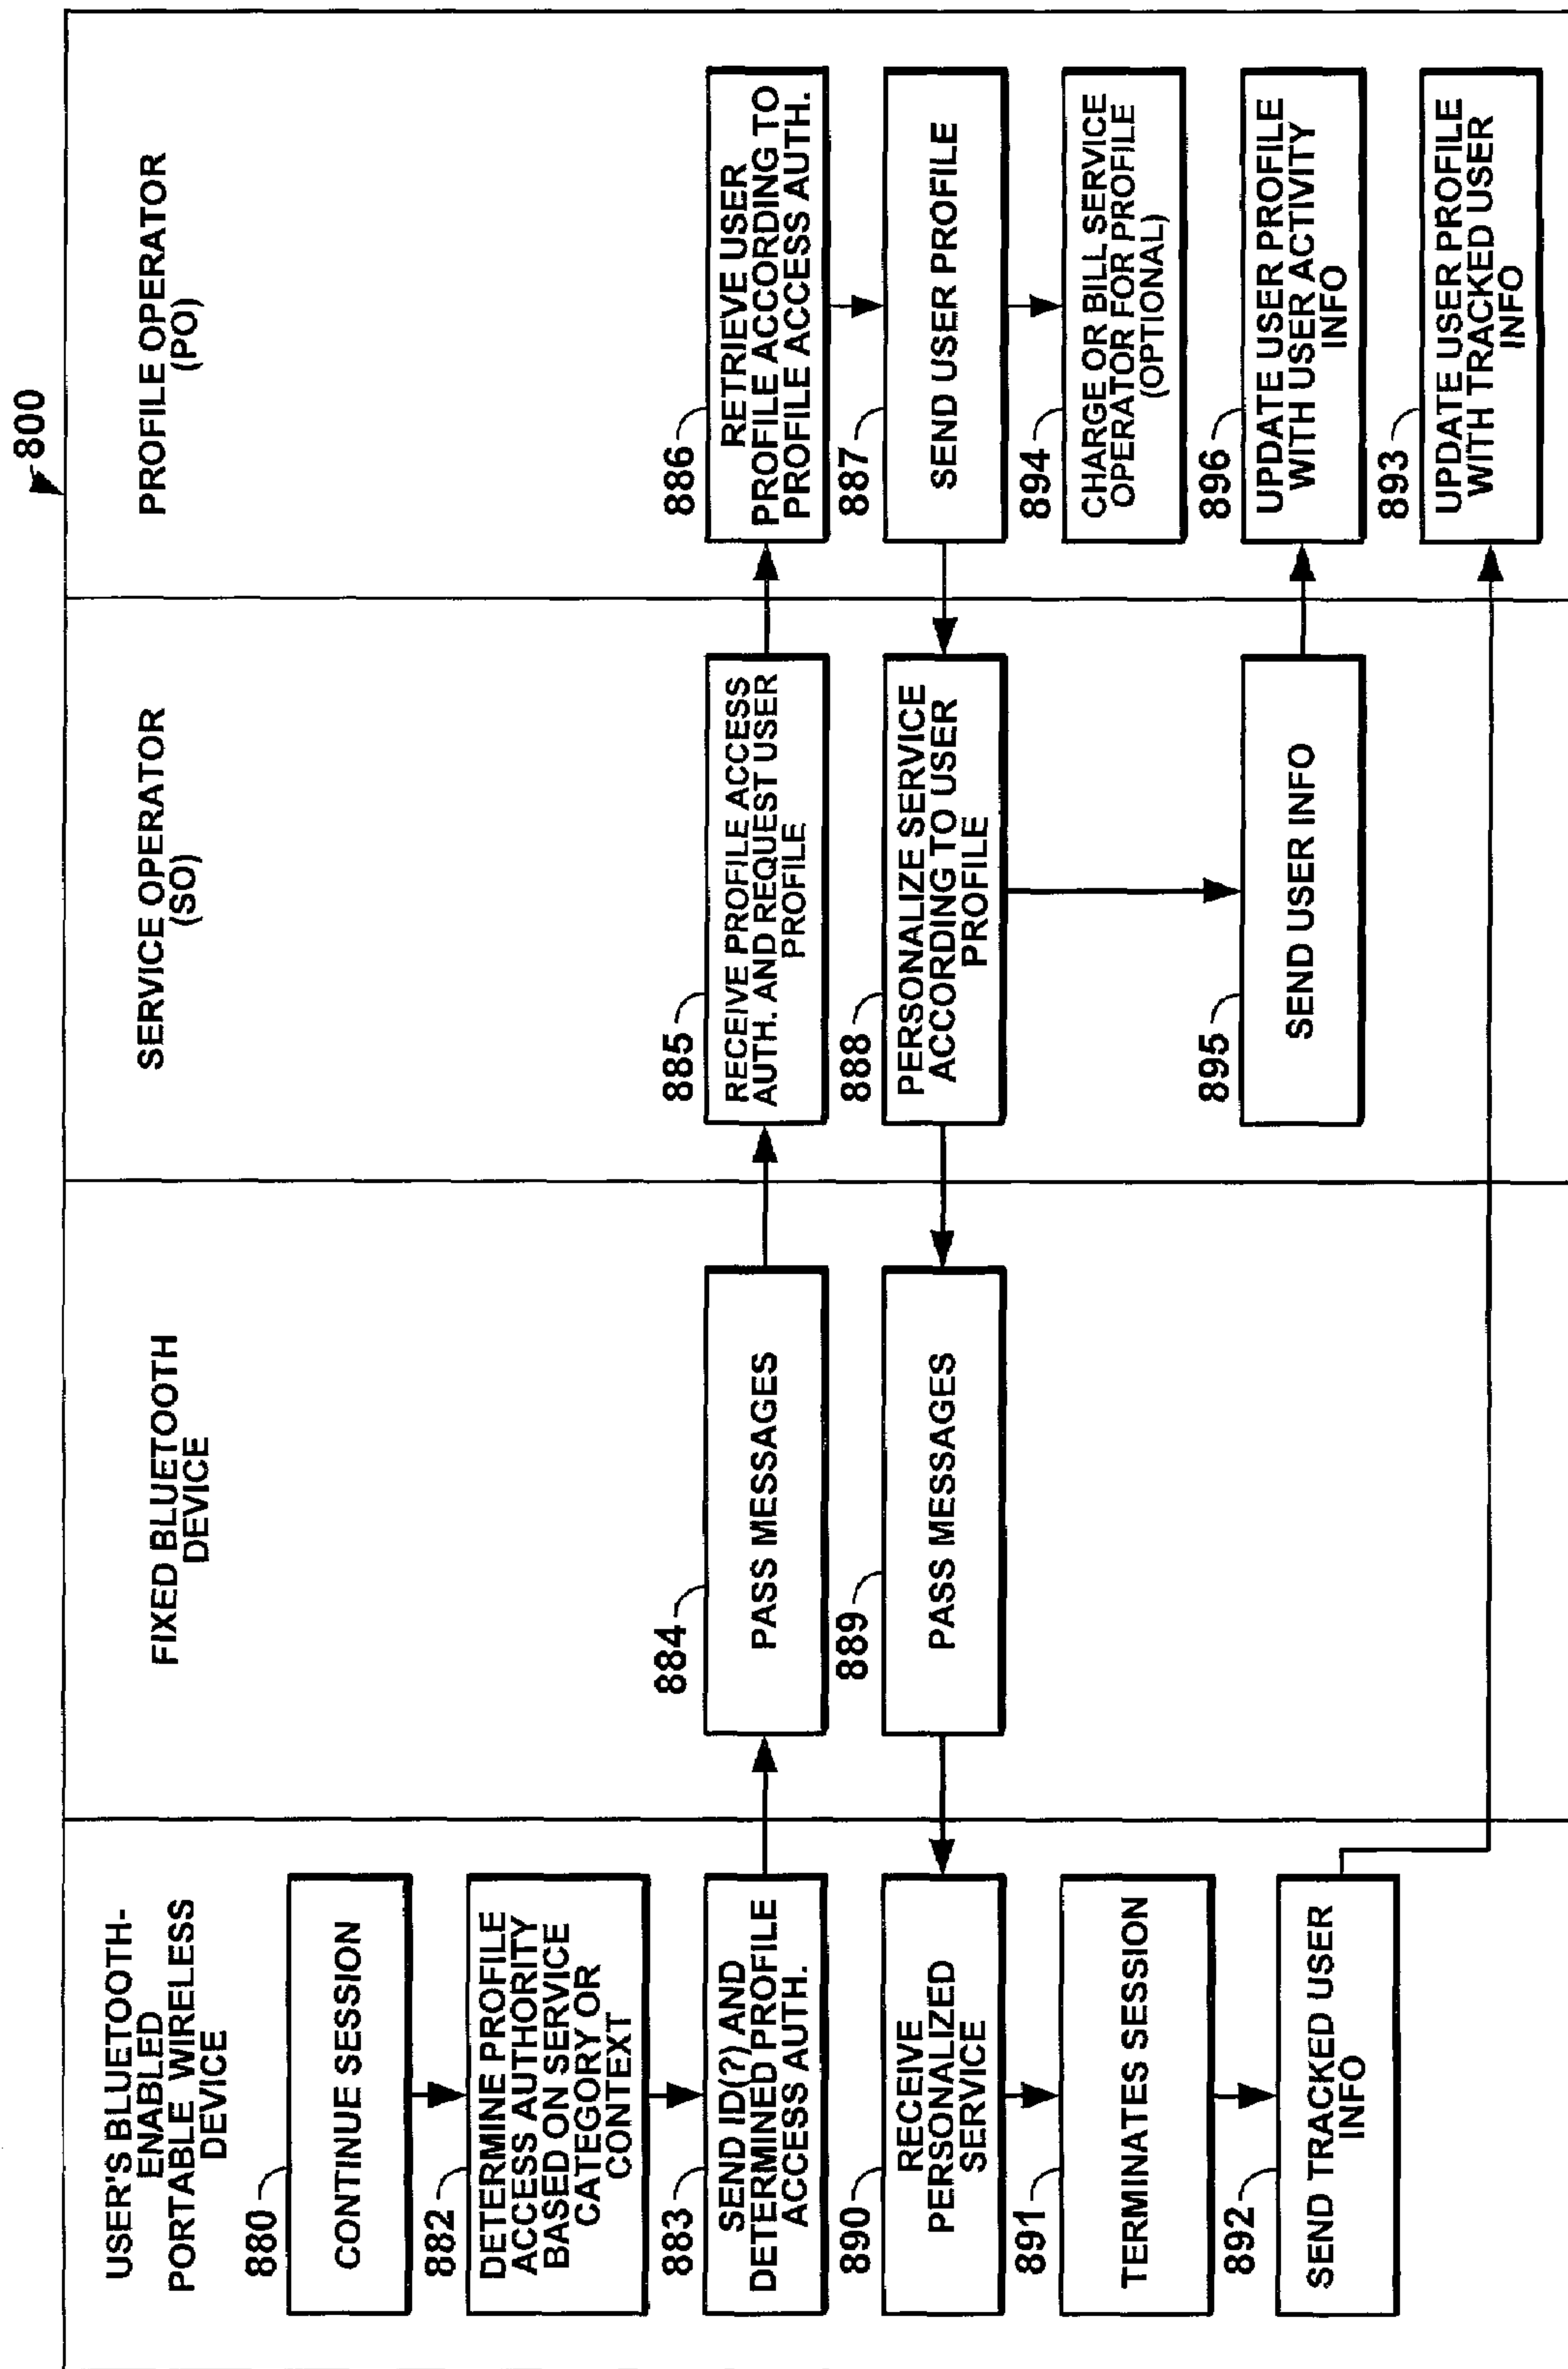 800
USER'S BLUETOOTH-
ENABLED
PORTABLE WIRELESS
DEVICE
FIXED BLUETOOTH
DEVICE
SERVICE OPERATOR
(SO)
PROFILE OPERATOR
(PO)
880
CONTINUE SESSION
882
DETERMINE PROFILE
ACCESS AUTHORITY
BASED ON SERVICE
CATEGORY OR
CONTEXT
883
SEND ID(?) AND
DETERMINED PROFILE
ACCESS AUTH.
884
PASS MESSAGES
885
RECEIVE PROFILE ACCESS
AUTH. AND REQUEST USER
PROFILE
886
RETRIEVE USER
PROFILE ACCORDING TO
PROFILE ACCESS AUTH.
890
RECEIVE
PERSONALIZED
SERVICE
889
PASS MESSAGES
888
PERSONALIZE SERVICE
ACCORDING TO USER
PROFILE
887
SEND USER PROFILE
891
TERMINATES SESSION
894
CHARGE OR BILL SERVICE
OPERATOR FOR PROFILE
(OPTIONAL)
892
SEND TRACKED USER
INFO
895
SEND USER INFO
896
UPDATE USER PROFILE
WITH USER ACTIVITY
INFO
893
UPDATE USER PROFILE
WITH TRACKED USER
INFO